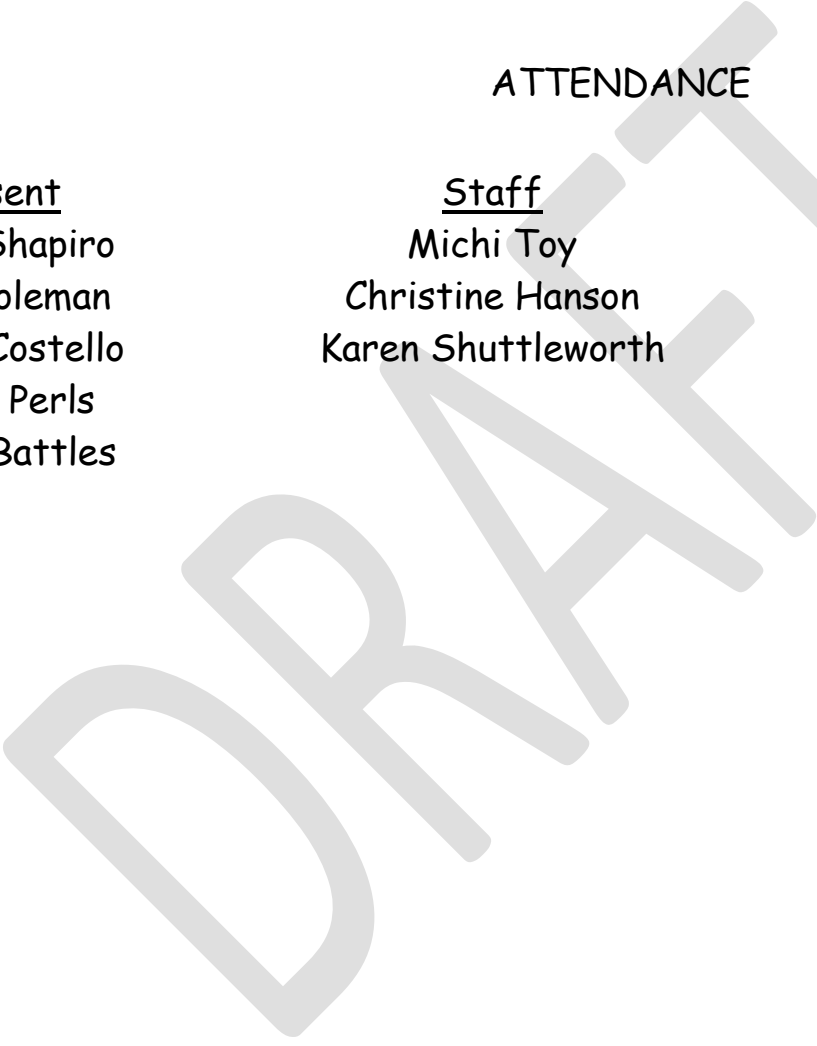 ATTENDANCE
sent Staff
Shapiro Michi Toy
oleman Christine Hanson
Costello Karen Shuttleworth
Perls
Battles
DRAFT